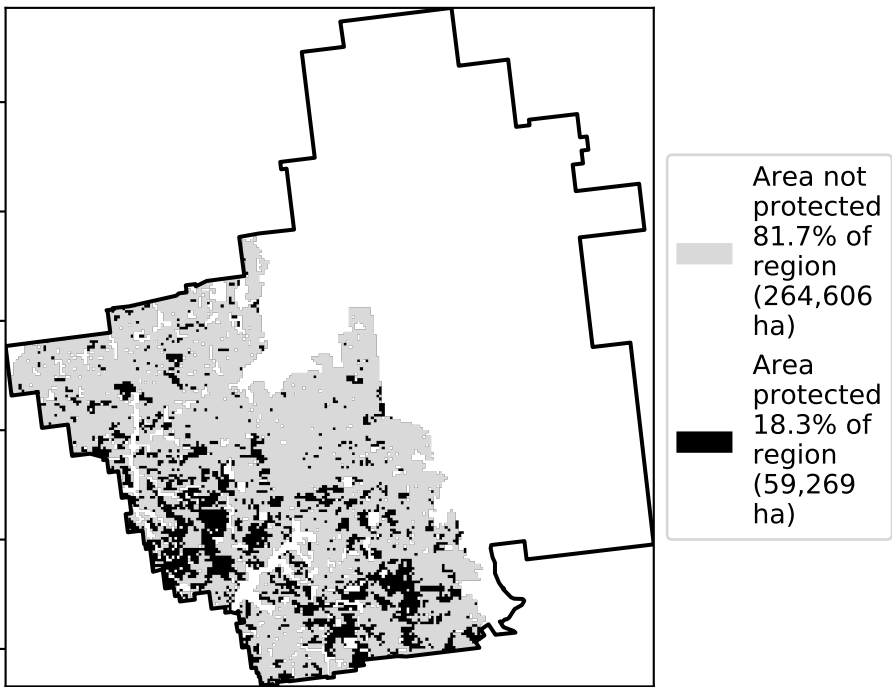 Area not
protected
81.7% of
region
(264,606
ha)
Area
protected
18.3% of
region
(59,269
ha)